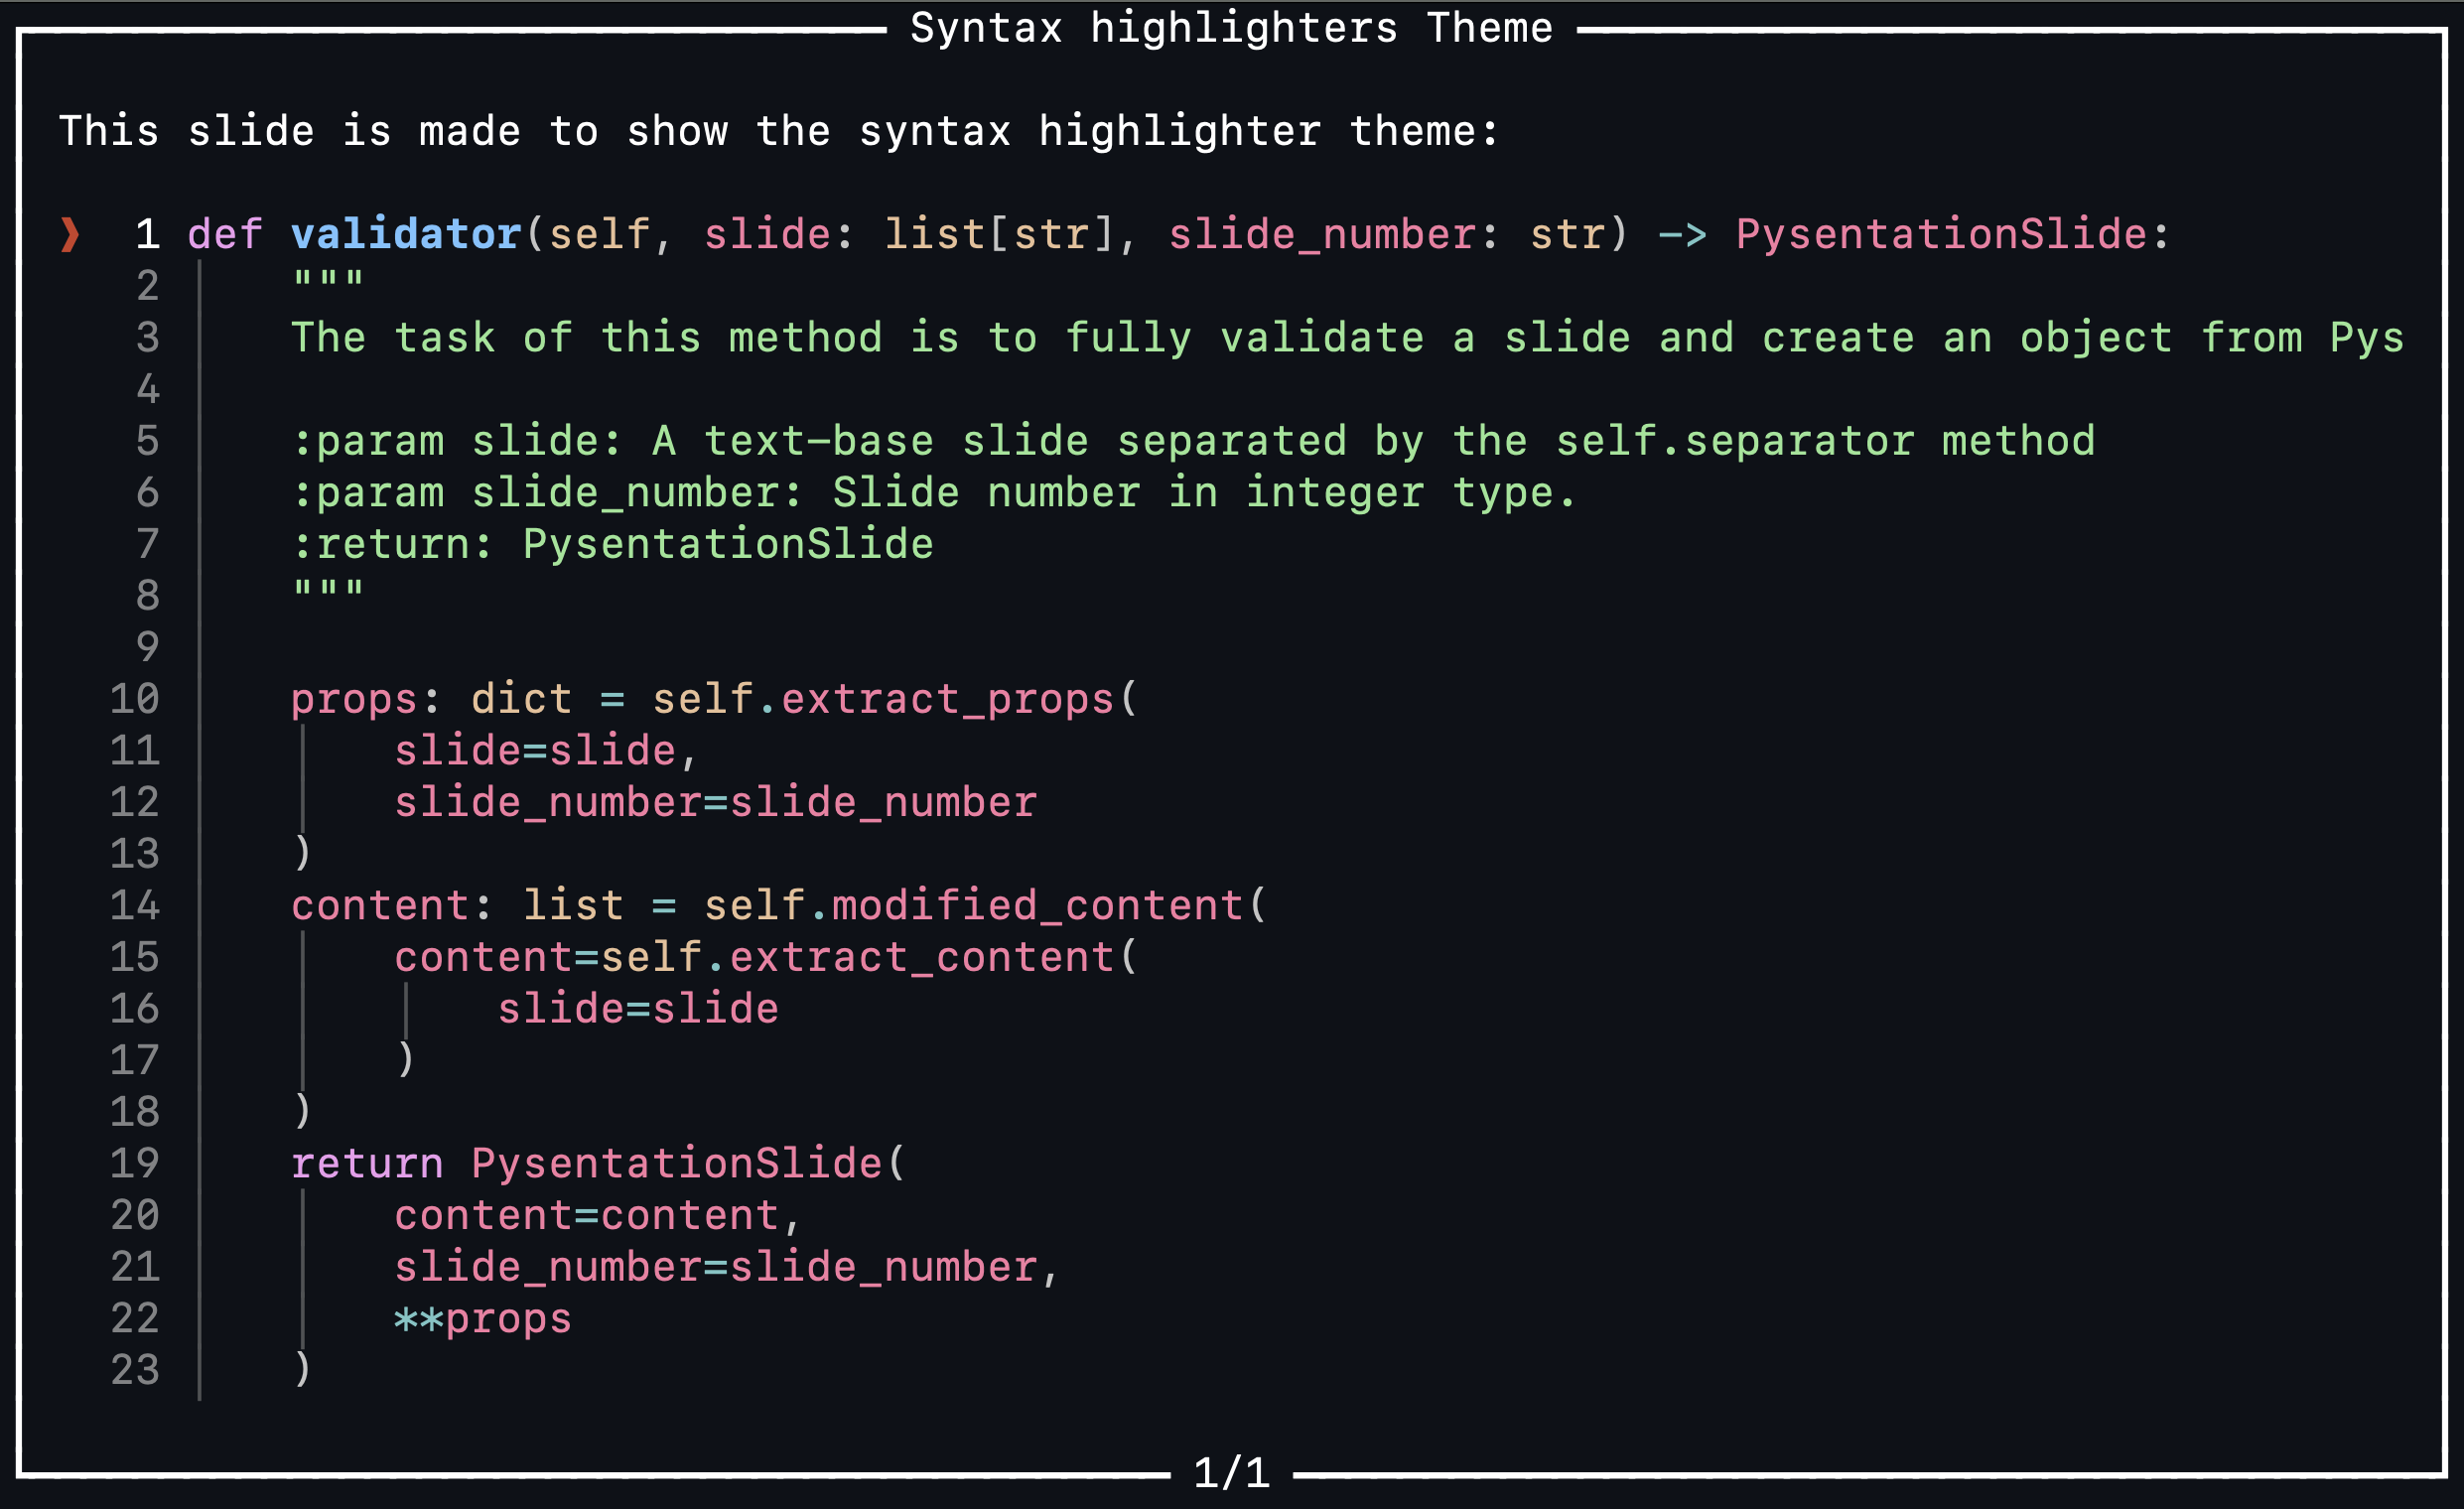 Syntax highlighters Theme
This slide is made to show the syntax highlighter theme:
❱ 1 def validator(self, slide: list[str], slide_number: str) -> PysentationSlide:
2     """
3     The task of this method is to fully validate a slide and create an object from Pys
4
5     :param slide: A text-base slide separated by the self.separator method
6     :param slide_number: Slide number in integer type.
7     :return: PysentationSlide
8     """
9
10     props: dict = self.extract_props(
11         slide=slide,
12         slide_number=slide_number
13     )
14     content: list = self.modified_content(
15         content=self.extract_content(
16             slide=slide
17         )
18     )
19     return PysentationSlide(
20         content=content,
21         slide_number=slide_number,
22         **props
23     )
1/1